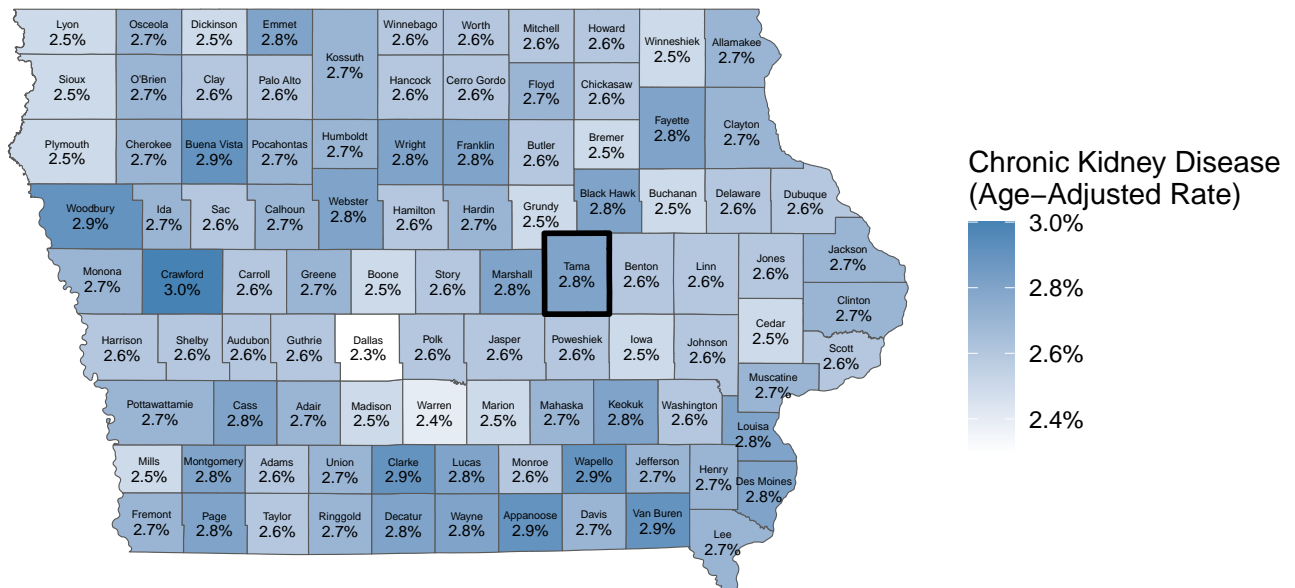 Lyon Osceola Dickinson Emmet Winnebago Worth Mitchell Howard Winneshiek Allamakee
2.5% 2.7% 2.5% 2.8% 2.6% 2.6% 2.6% 2.6% 2.5% 2.7%
Kossuth
2.7%
Sioux O'Brien Clay Palo Alto Hancock Cerro Gordo Floyd Chickasaw
2.5% 2.7% 2.6% 2.6% 2.6% 2.6% 2.7% 2.6%
Fayette Clayton
2.8% 2.7%
Plymouth Cherokee Buena Vista Pocahontas Humboldt Wright Franklin Butler Bremer
2.5% 2.7% 2.9% 2.7% 2.7% 2.8% 2.8% 2.6% 2.5%
Chronic Kidney Disease
(Age−Adjusted Rate)
Woodbury Ida Sac Calhoun Webster Hamilton Hardin Grundy Black Hawk Buchanan Delaware Dubuque
2.9% 2.7% 2.6% 2.7% 2.8% 2.6% 2.7% 2.5% 2.8% 2.5% 2.6% 2.6%
3.0%
Monona Crawford Carroll Greene Boone Story Marshall Tama Benton Linn Jones Jackson
2.7% 3.0% 2.6% 2.7% 2.5% 2.6% 2.8% 2.8% 2.6% 2.6% 2.6% 2.7%
2.8%
Clinton
2.7%
Harrison Shelby Audubon Guthrie Dallas Polk Jasper Poweshiek Iowa Johnson Cedar Scott
2.6% 2.6% 2.6% 2.6% 2.3% 2.6% 2.6% 2.6% 2.5% 2.6% 2.5% 2.6%
2.6%
Muscatine
2.7%
Pottawattamie Cass Adair Madison Warren Marion Mahaska Keokuk Washington Louisa
2.7% 2.8% 2.7% 2.5% 2.4% 2.5% 2.7% 2.8% 2.6% 2.8%
2.4%
Mills Montgomery Adams Union Clarke Lucas Monroe Wapello Jefferson Henry Des Moines
2.5% 2.8% 2.6% 2.7% 2.9% 2.8% 2.6% 2.9% 2.7% 2.7% 2.8%
Fremont Page Taylor Ringgold Decatur Wayne Appanoose Davis Van Buren Lee
2.7% 2.8% 2.6% 2.7% 2.8% 2.8% 2.9% 2.7% 2.9% 2.7%